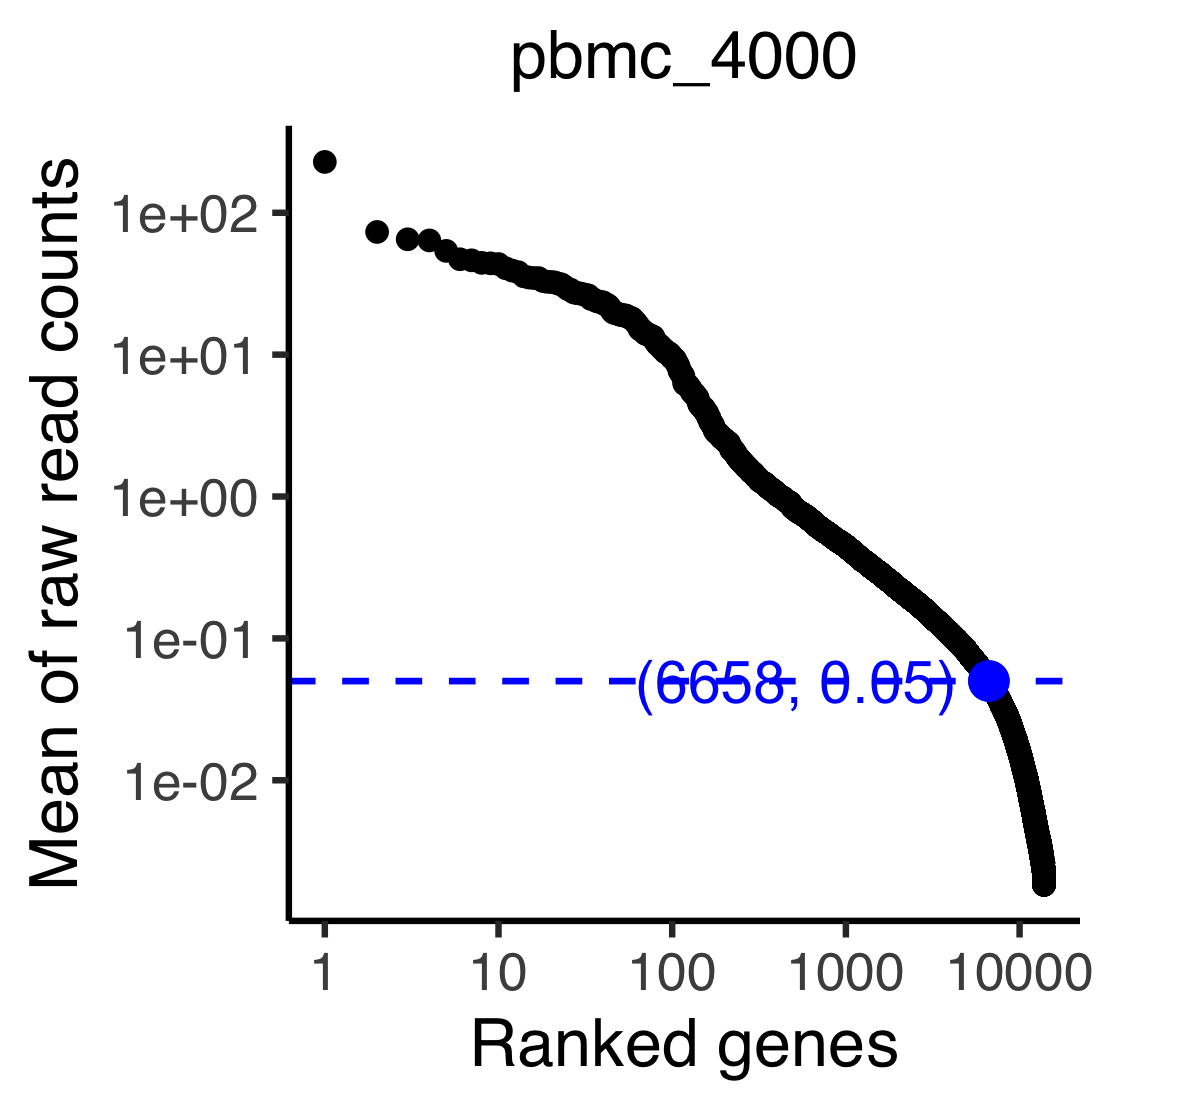 pbmc_4000
Mean of raw read counts
1e+02
1e+01
1e+00
1e-01
1e-02
(6658, 0.05)
1 10 100 1000 10000
Ranked genes